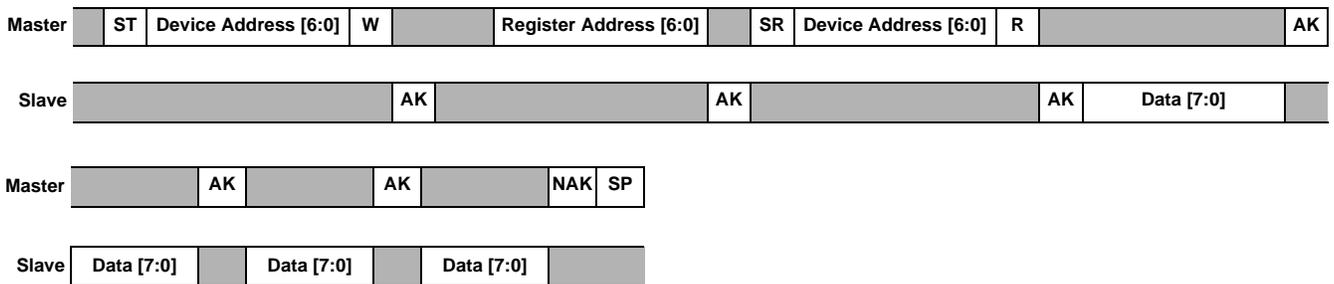 Master ST Device Address [6:0] W Register Address [6:0] SR Device Address [6:0] R AK
Slave AK AK AK Data [7:0]
Master AK AK NAK SP
Slave Data [7:0] Data [7:0] Data [7:0]